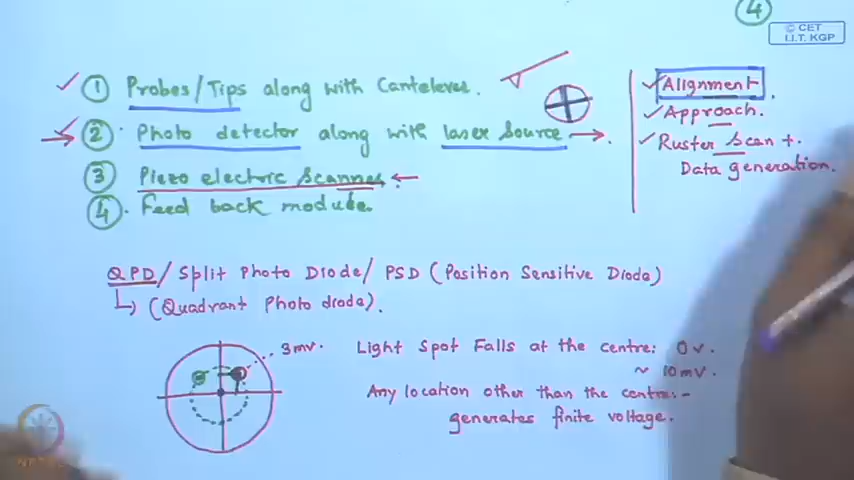 4
© CET
I.I.T. KGP
① Probes/Tips along with Cantelever.
② Photo detector along with laser source
③ Piezo electric Scanner
④ Feed back module.
Alignment
Approach.
Ruster Scan +
Data generation.
QPD/Split Photo Diode/ PSD (Position Sensitive Diode)
(Quadrant Photo diode).
3mv.
Light Spot Falls at the centre: 0v.
~ 10mv.
Any location other than the centre:-
generates finite voltage.
NPTEL